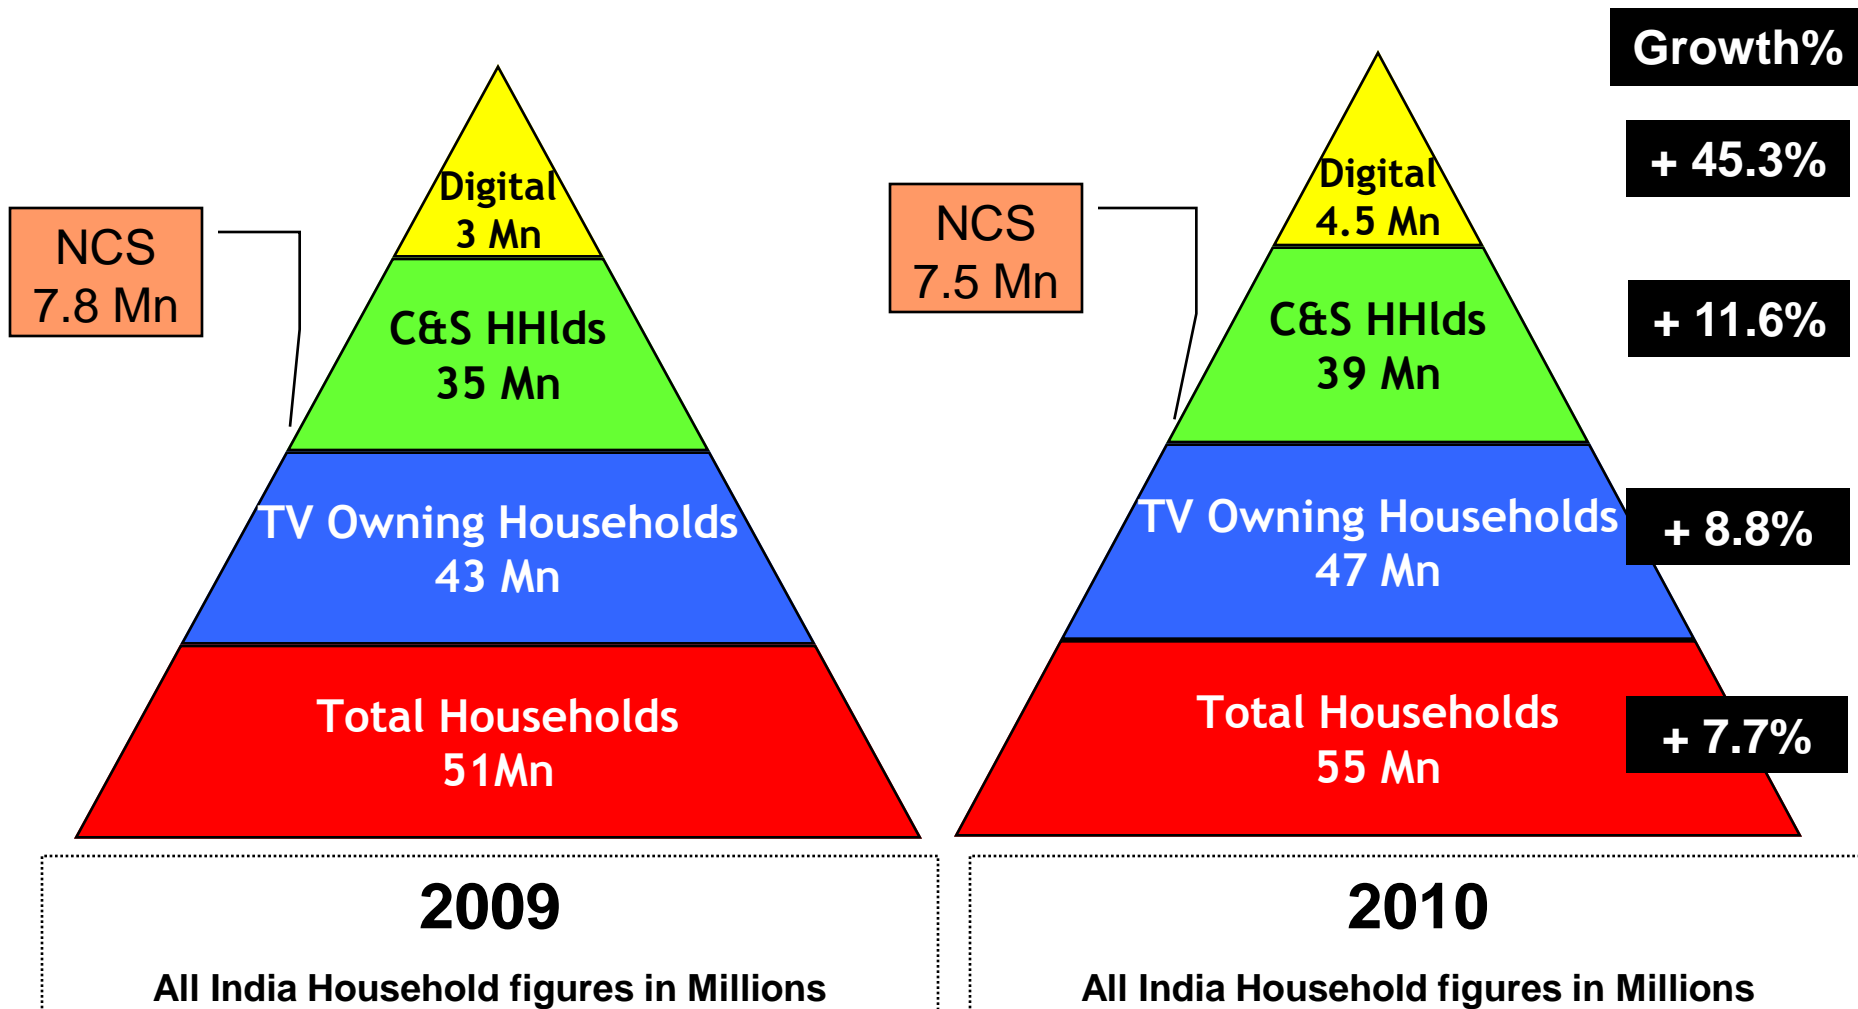 Growth%
Digital
3 Mn
NCS
7.8 Mn
C&S HHlds
35 Mn
TV Owning Households
43 Mn
Total Households
51Mn
2009
All India Household figures in Millions
Digital
4.5 Mn
NCS
7.5 Mn
C&S HHlds
39 Mn
TV Owning Households
47 Mn
Total Households
55 Mn
2010
All India Household figures in Millions
+ 45.3%
+ 11.6%
+ 8.8%
+ 7.7%